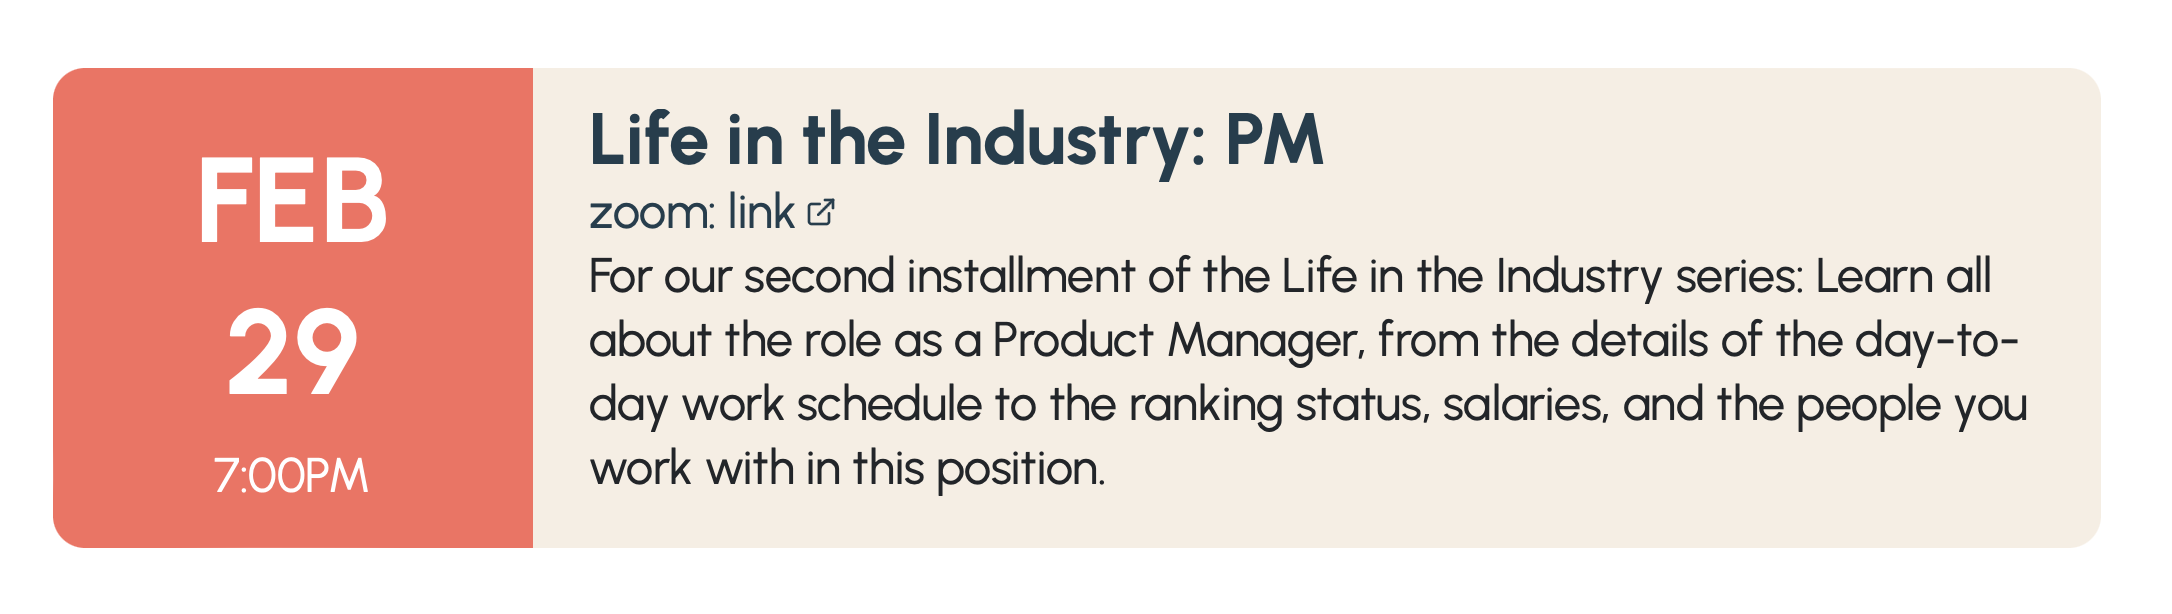 FEB
29
7:00PM
Life in the Industry: PM
zoom: link
For our second installment of the Life in the Industry series: Learn all
about the role as a Product Manager, from the details of the day-to-
day work schedule to the ranking status, salaries, and the people you
work with in this position.